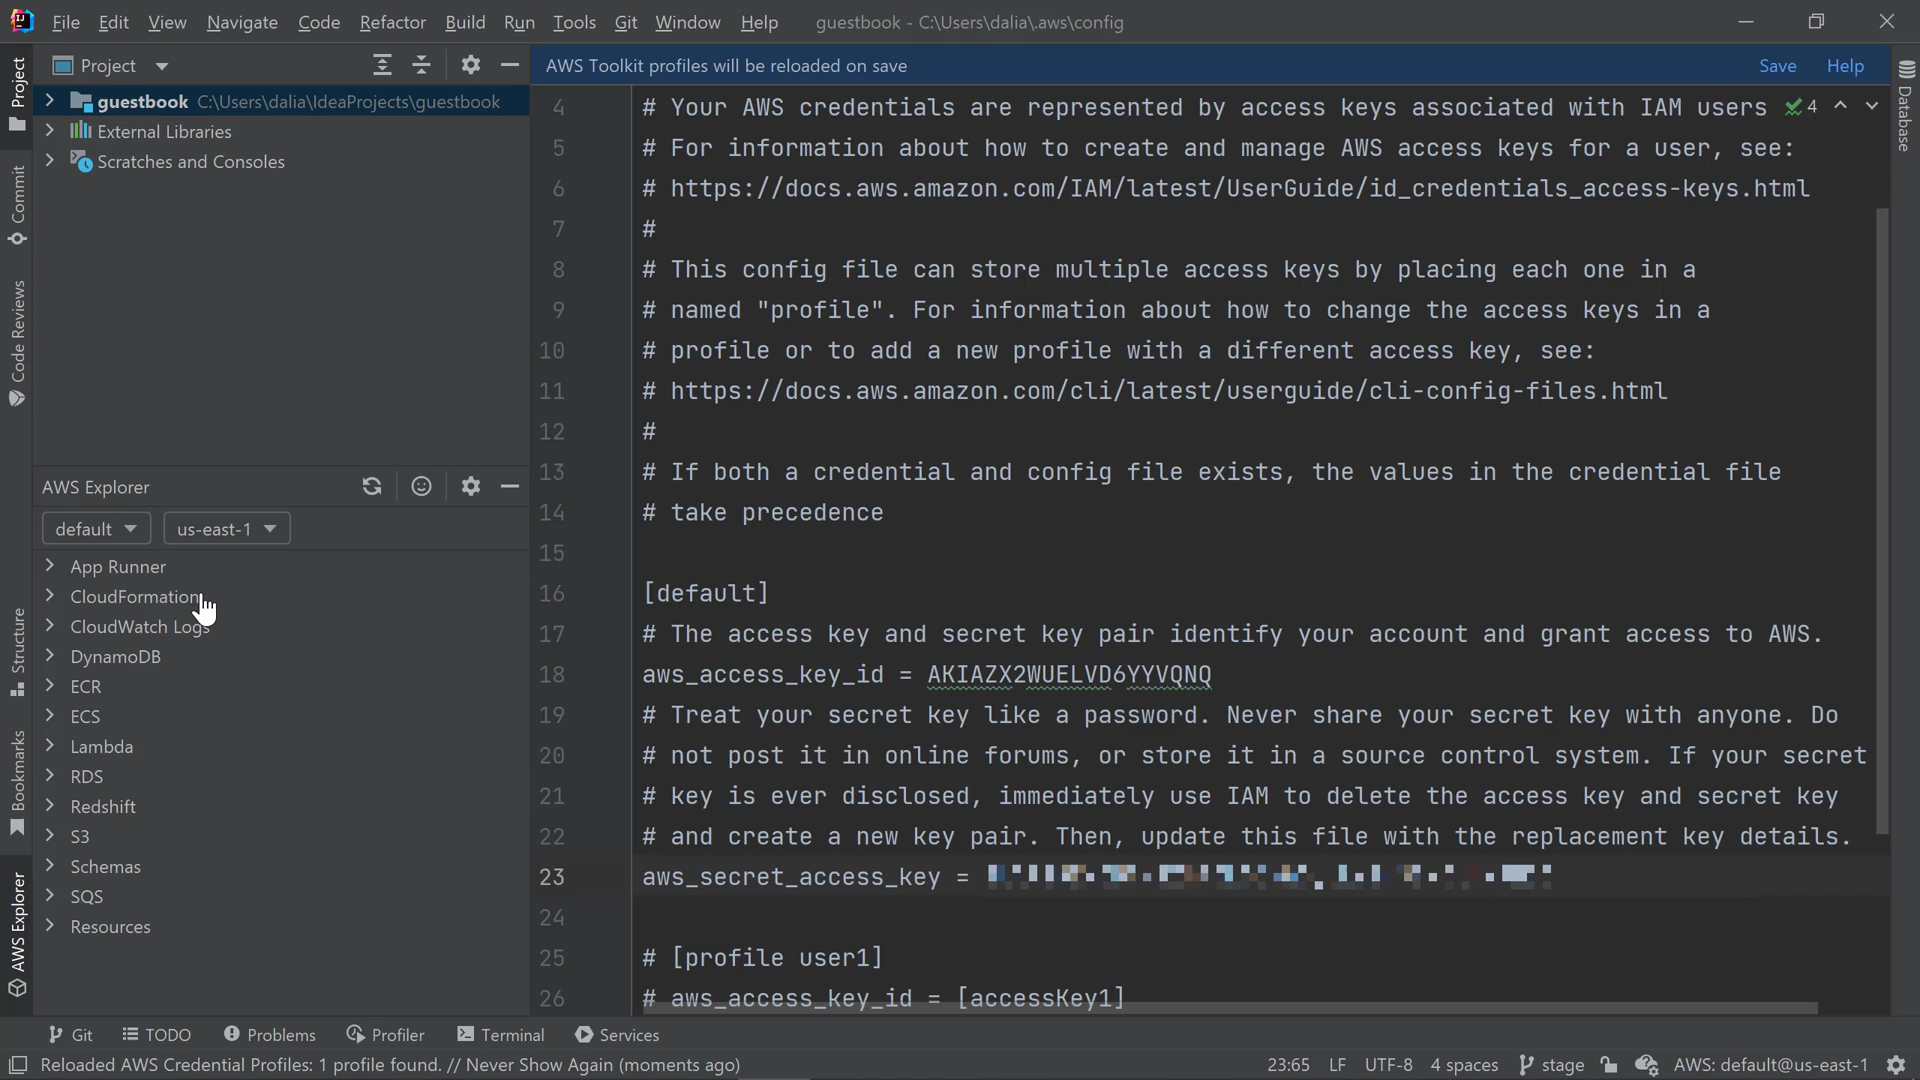 File Edit View Navigate Code Refactor Build Run Tools Git Window Help guestbook - C:\Users\dalia\.aws\config
Project
guestbook C:\Users\dalia\IdeaProjects\guestbook
External Libraries
Scratches and Consoles
AWS Explorer
default us-east-1
App Runner
CloudFormation
CloudWatch Logs
DynamoDB
ECR
ECS
Lambda
RDS
Redshift
S3
Schemas
SQS
Resources
Project
Commit
Code Reviews
Structure
Bookmarks
AWS Explorer
AWS Toolkit profiles will be reloaded on save Save Help
4 # Your AWS credentials are represented by access keys associated with IAM users 4
5 # For information about how to create and manage AWS access keys for a user, see:
6 # https://docs.aws.amazon.com/IAM/latest/UserGuide/id_credentials_access-keys.html
7 #
8 # This config file can store multiple access keys by placing each one in a
9 # named "profile". For information about how to change the access keys in a
10 # profile or to add a new profile with a different access key, see:
11 # https://docs.aws.amazon.com/cli/latest/userguide/cli-config-files.html
12 #
13 # If both a credential and config file exists, the values in the credential file
14 # take precedence
15
16 [default]
17 # The access key and secret key pair identify your account and grant access to AWS.
18 aws_access_key_id = AKIAZX2WUELVD6YYVQNQ
19 # Treat your secret key like a password. Never share your secret key with anyone. Do
20 # not post it in online forums, or store it in a source control system. If your secret
21 # key is ever disclosed, immediately use IAM to delete the access key and secret key
22 # and create a new key pair. Then, update this file with the replacement key details.
23 aws_secret_access_key =
24
25 # [profile user1]
26 # aws_access_key_id = [accessKey1]
Database
Git TODO Problems Profiler Terminal Services
Reloaded AWS Credential Profiles: 1 profile found. // Never Show Again (moments ago) 23:65 LF UTF-8 4 spaces stage AWS: default@us-east-1